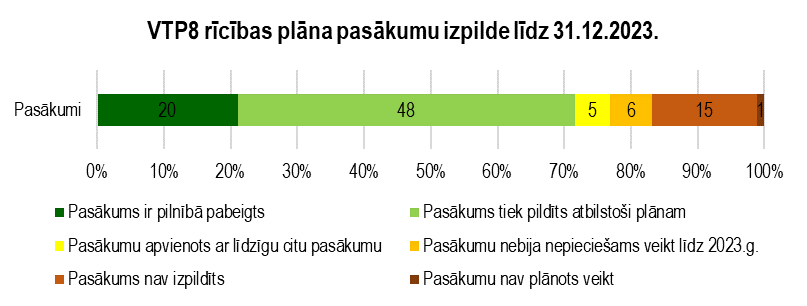 VTP8 rīcības plāna pasākumu izpilde līdz 31.12.2023.
Pasākumi 20 48 5 6 15 1
0% 10% 20% 30% 40% 50% 60% 70% 80% 90% 100%
Pasākums ir pilnībā pabeigts Pasākums tiek pildīts atbilstoši plānam
Pasākumu apvienots ar līdzīgu citu pasākumu Pasākumu nebija nepieciešams veikt līdz 2023.g.
Pasākums nav izpildīts Pasākumu nav plānots veikt